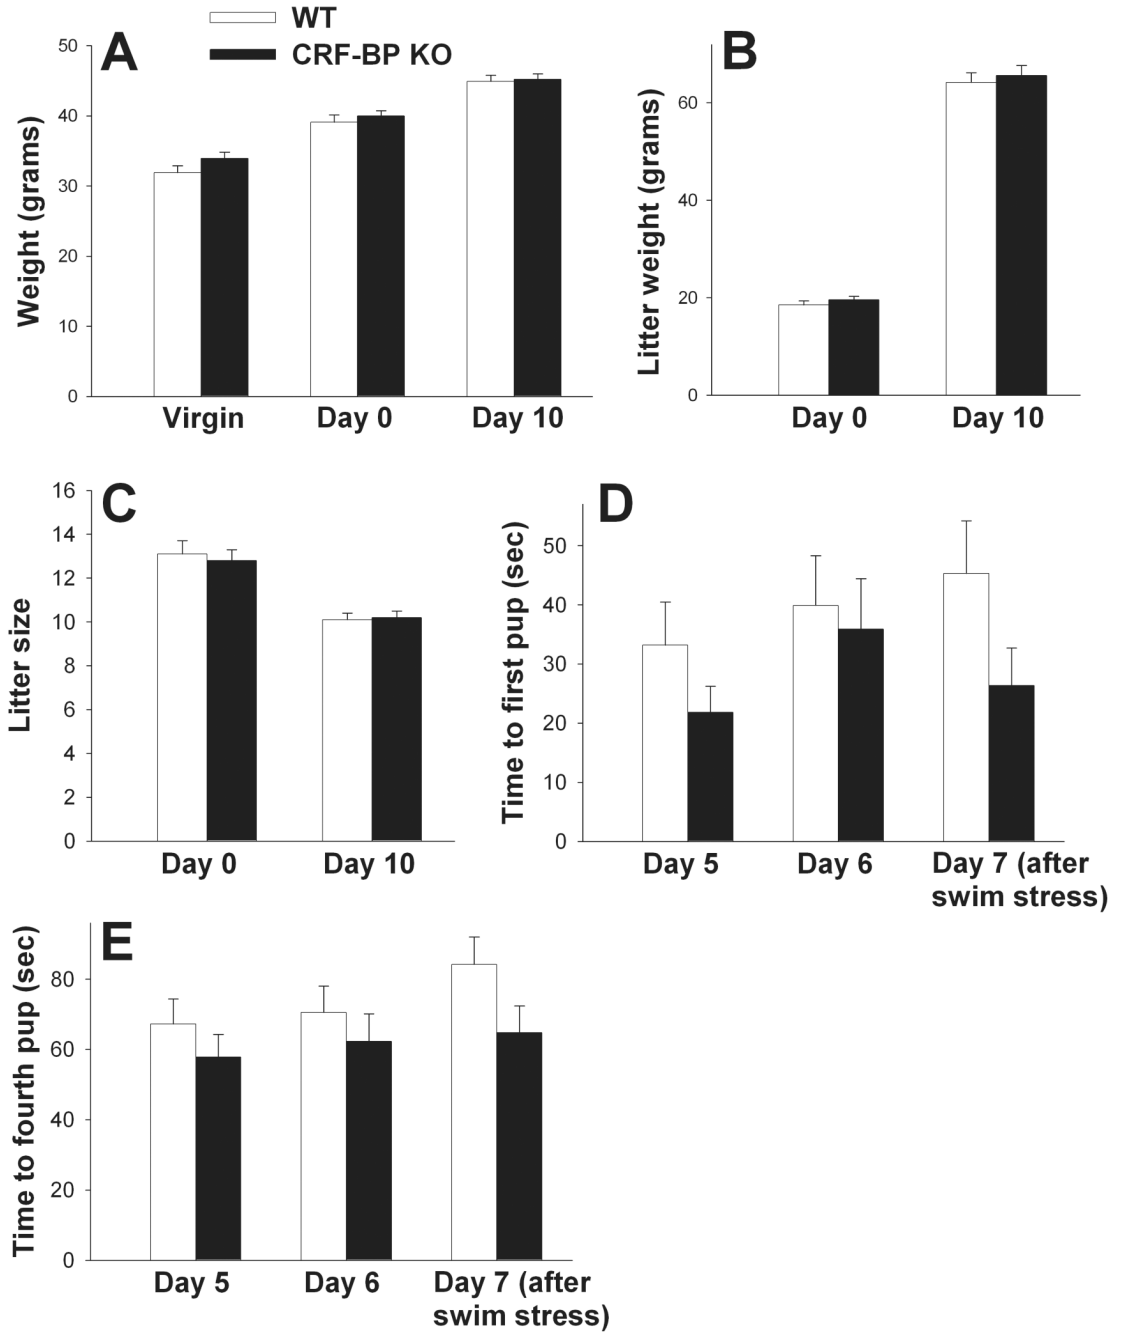 WT
CRF-BP KO
A
Weight (grams)
50
40
30
20
10
0
Virgin
Day 0
Day 10
B
Litter weight (grams)
60
40
20
0
Day 0
Day 10
C
Litter size
16
14
12
10
8
6
4
2
0
Day 0
Day 10
D
Time to first pup (sec)
50
40
30
20
10
0
Day 5
Day 6
Day 7 (after
swim stress)
E
Time to fourth pup (sec)
80
60
40
20
0
Day 5
Day 6
Day 7 (after
swim stress)